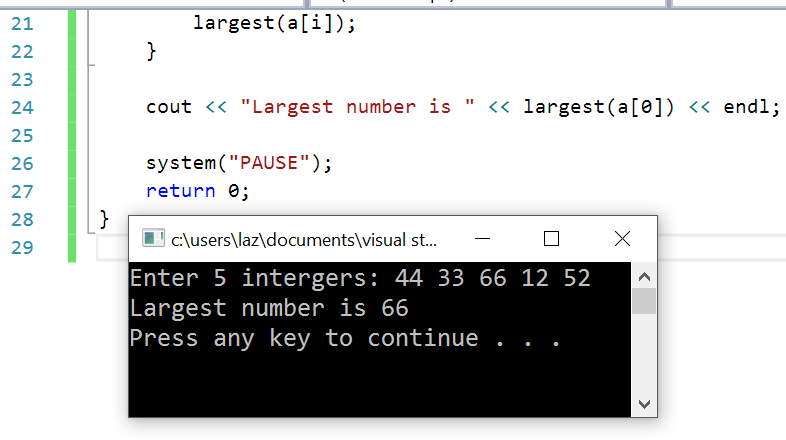 21 largest(a[i]);
22 }
23
24 cout << "Largest number is " << largest(a[0]) << endl;
25
26 system("PAUSE");
27 return 0;
28 }
29
c:\users\laz\documents\visual st...
Enter 5 intergers: 44 33 66 12 52
Largest number is 66
Press any key to continue . . .